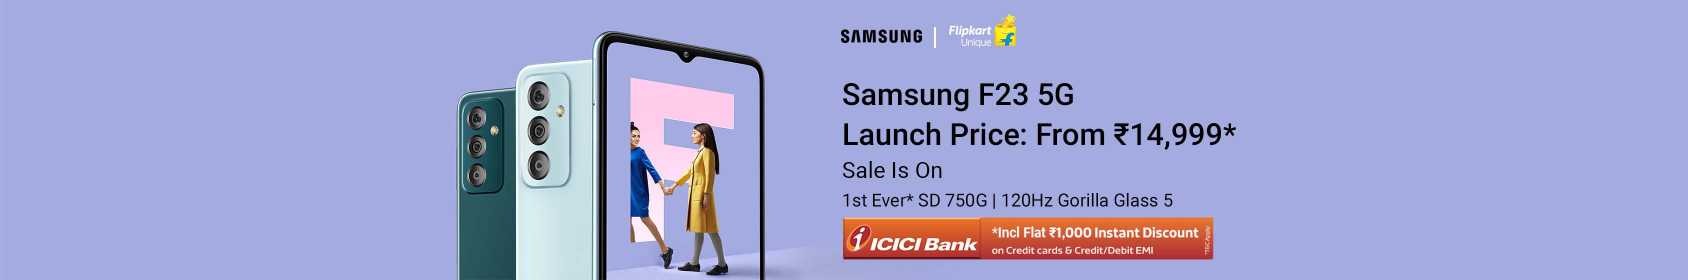 SAMSUNG
Flipkart
Unique
Samsung F23 5G
Launch Price: From ₹14,999*
Sale Is On
1st Ever* SD 750G | 120Hz Gorilla Glass 5
ICICI Bank
*Incl Flat ₹1,000 Instant Discount
on Credit cards & Credit/Debit EMI
*T&C Apply